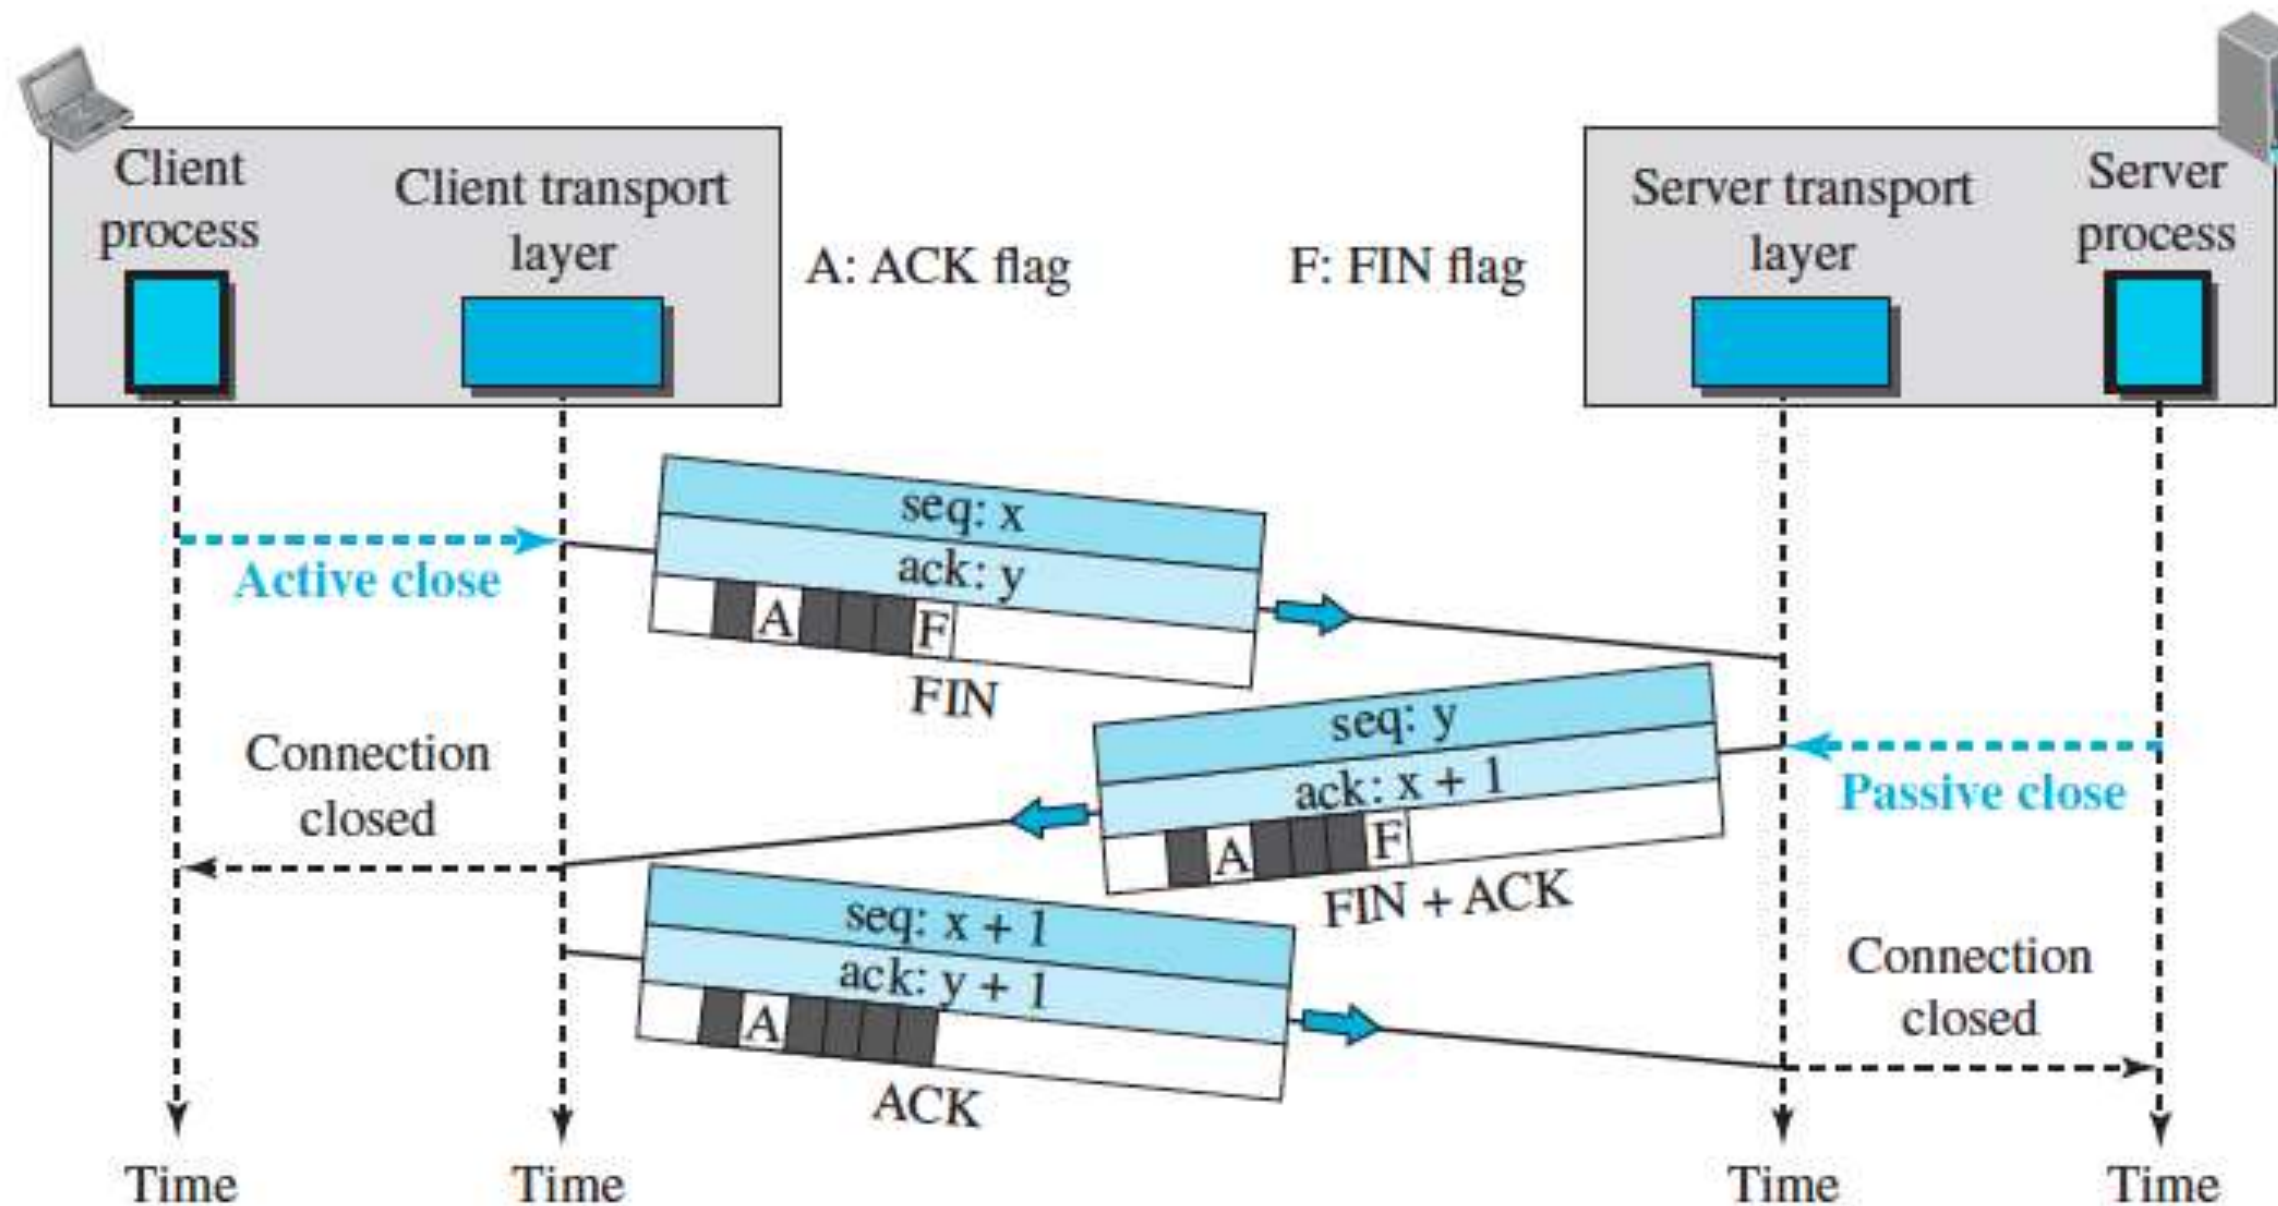 Client
process
Client transport
layer
A: ACK flag
F: FIN flag
Server transport
layer
Server
process
seq: x
ack: y
A
F
FIN
Active close
seq: y
ack: x + 1
A
F
FIN + ACK
Passive close
Connection
closed
seq: x + 1
ack: y + 1
A
ACK
Connection
closed
Time
Time
Time
Time